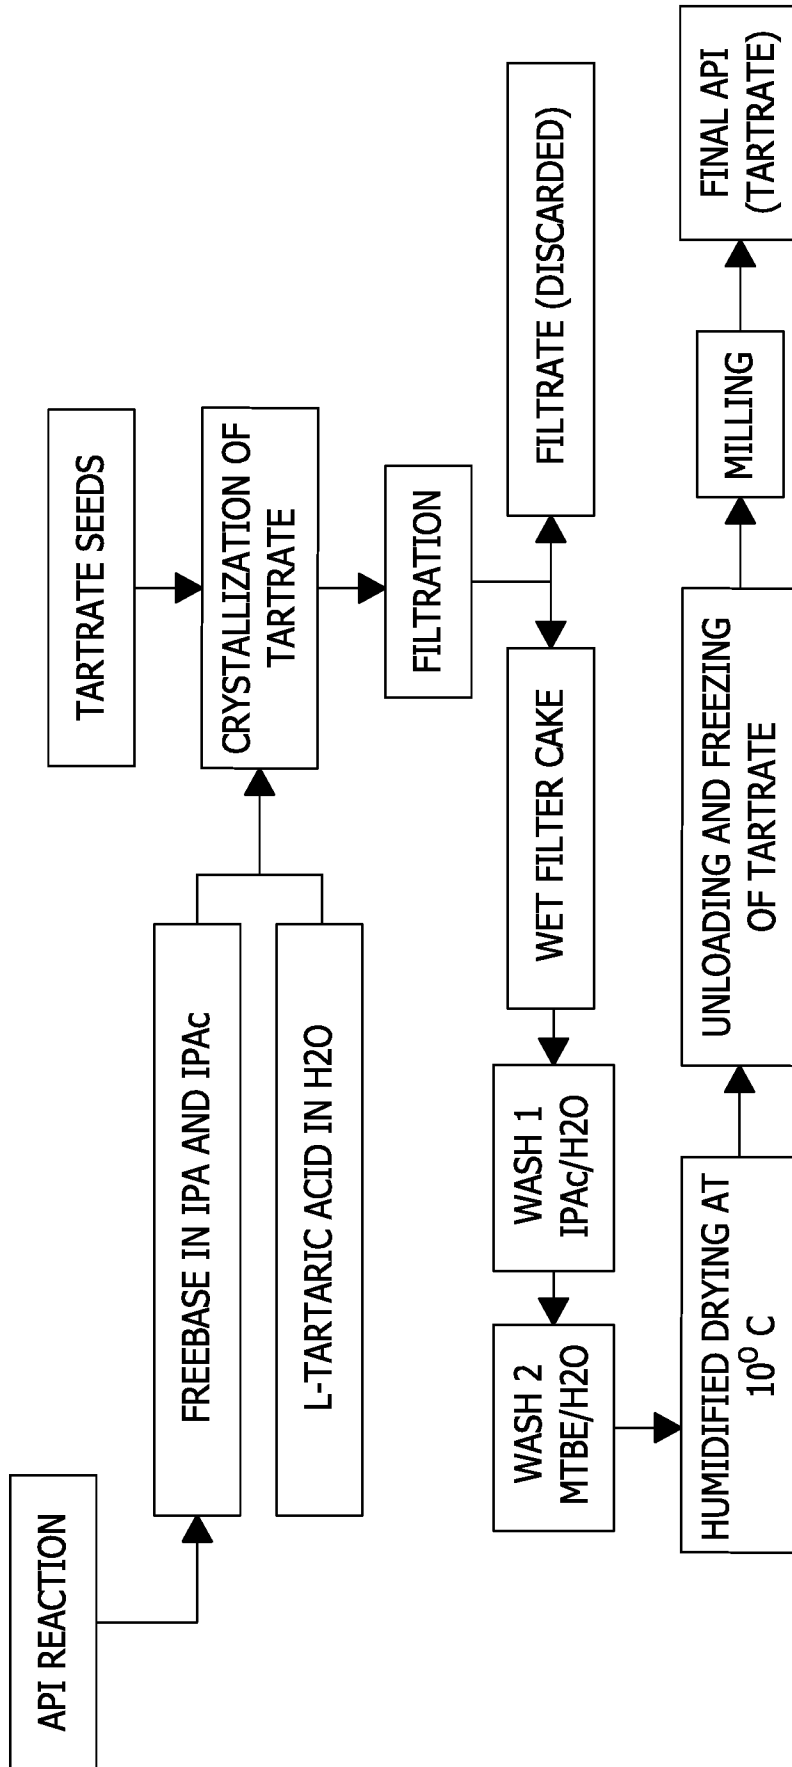 API REACTION
TARTRATE SEEDS
FREEBASE IN IPA AND IPAc
CRYSTALLIZATION OF
TARTRATE
L-TARTARIC ACID IN H2O
FILTRATION
WASH 2
MTBE/H2O
WASH 1
IPAc/H2O
WET FILTER CAKE
FILTRATE (DISCARDED)
HUMIDIFIED DRYING AT
10⁰ C
UNLOADING AND FREEZING
OF TARTRATE
MILLING
FINAL API
(TARTRATE)